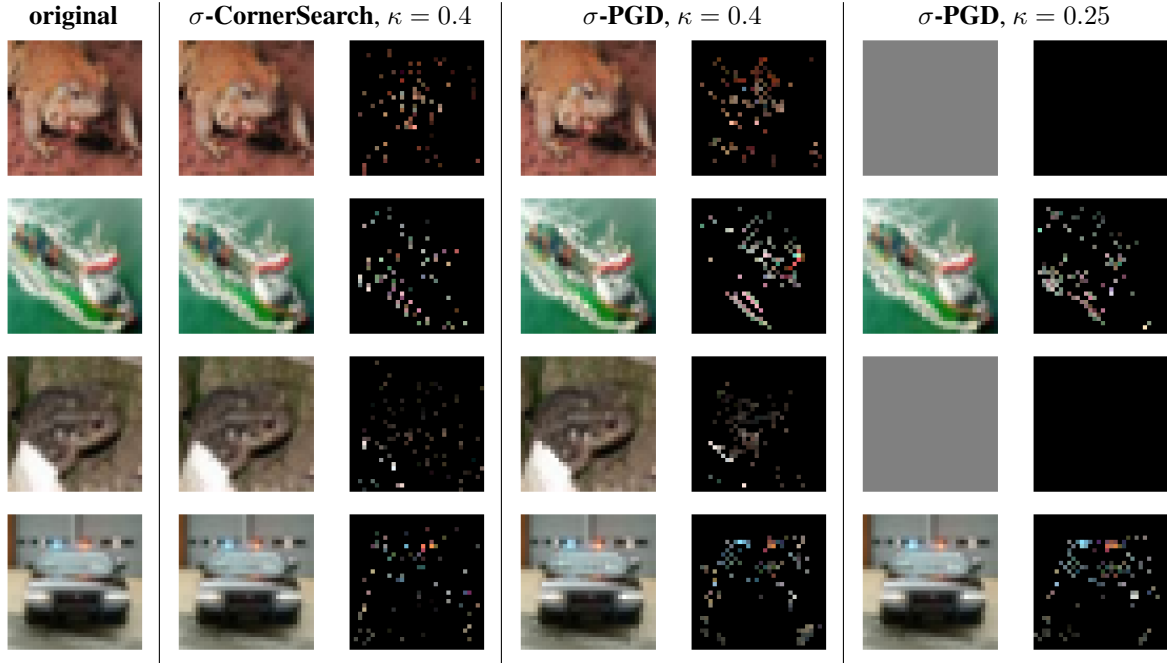 original σ-CornerSearch, κ = 0.4 σ-PGD, κ = 0.4 σ-PGD, κ = 0.25